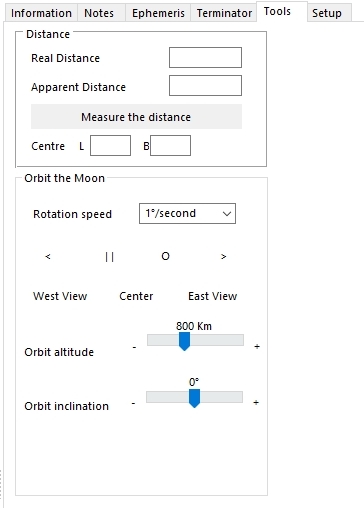 Information Notes Ephemeris Terminator Tools Setup
Distance
Real Distance
Apparent Distance
Measure the distance
Centre L B
Orbit the Moon
Rotation speed 1°/second
< || O >
West View Center East View
800 Km
Orbit altitude - +
0°
Orbit inclination - +